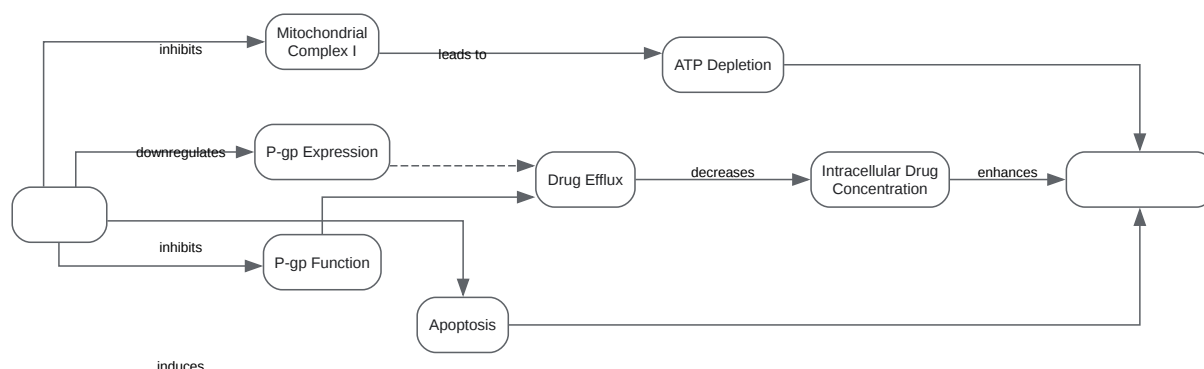 Mitochondrial
Complex I
inhibits
leads to
ATP Depletion
downregulates
P-gp Expression
Drug Efflux
decreases
Intracellular Drug
Concentration
enhances
inhibits
P-gp Function
Apoptosis
induces